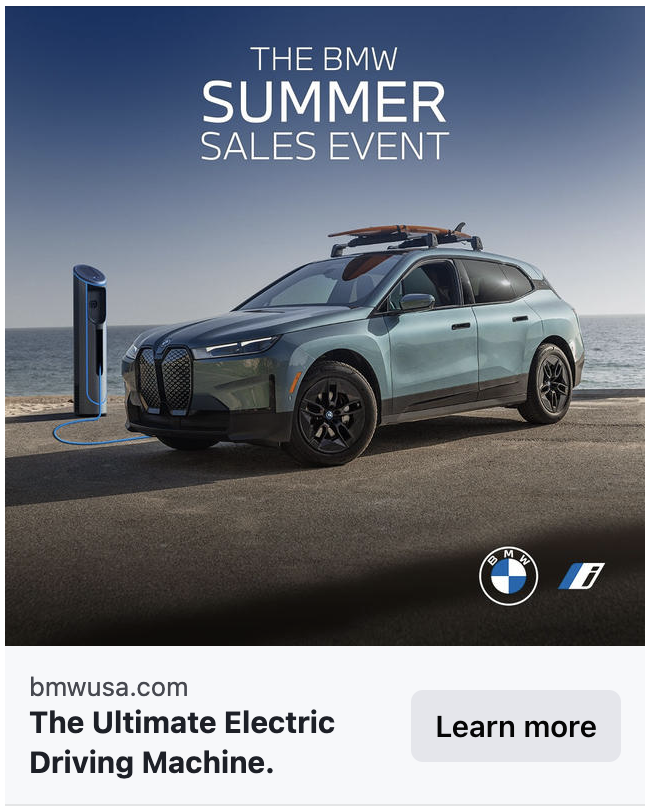 THE BMW
SUMMER
SALES EVENT
BMW
i
bmwusa.com
The Ultimate Electric
Driving Machine.
Learn more